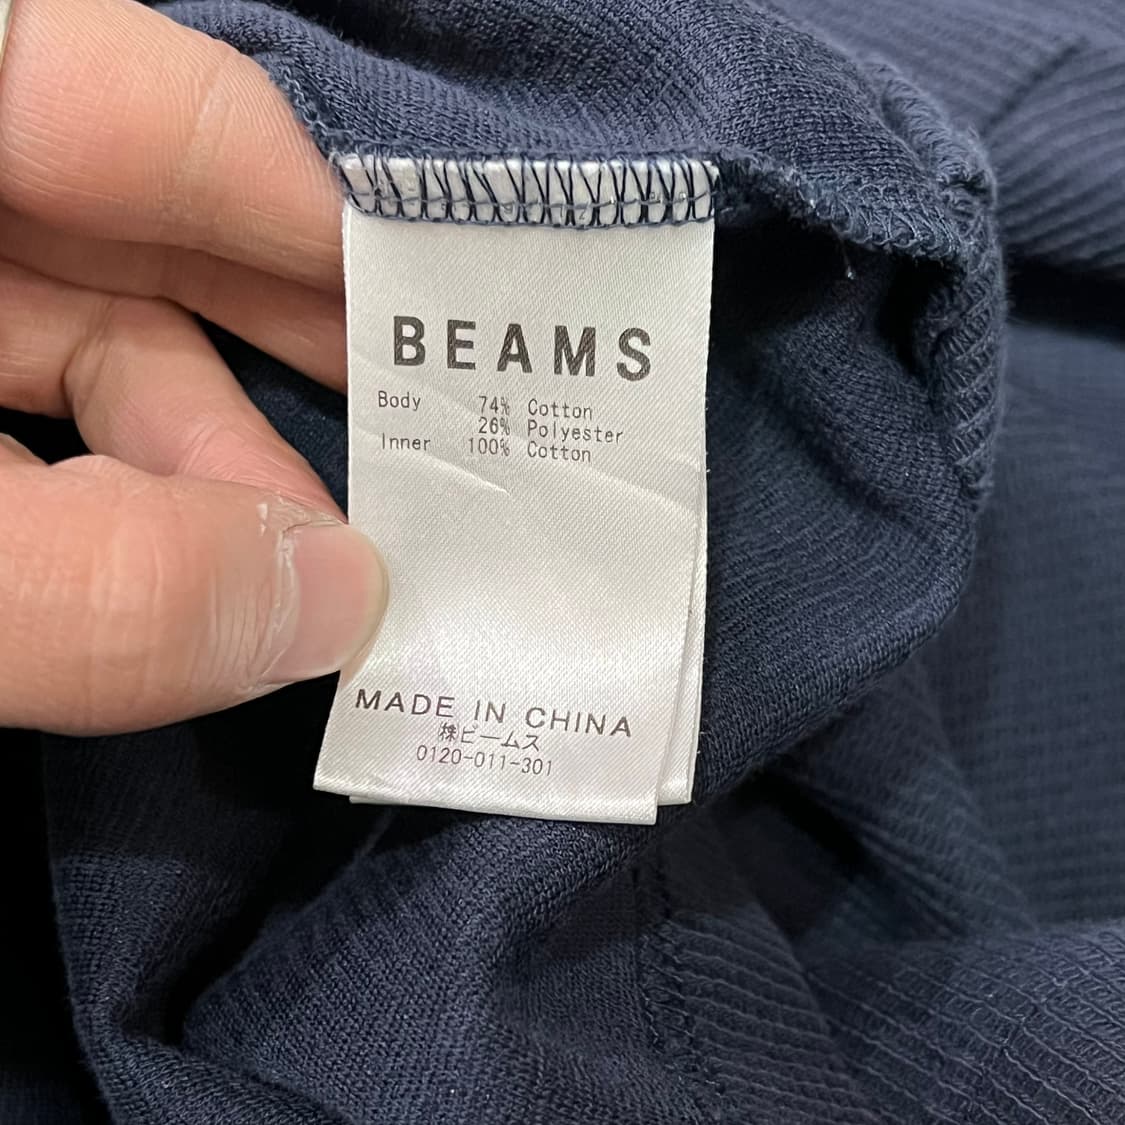 BEAMS
Body 74% Cotton
26% Polyester
Inner 100% Cotton
MADE IN CHINA
㈱ビームス
0120-011-301